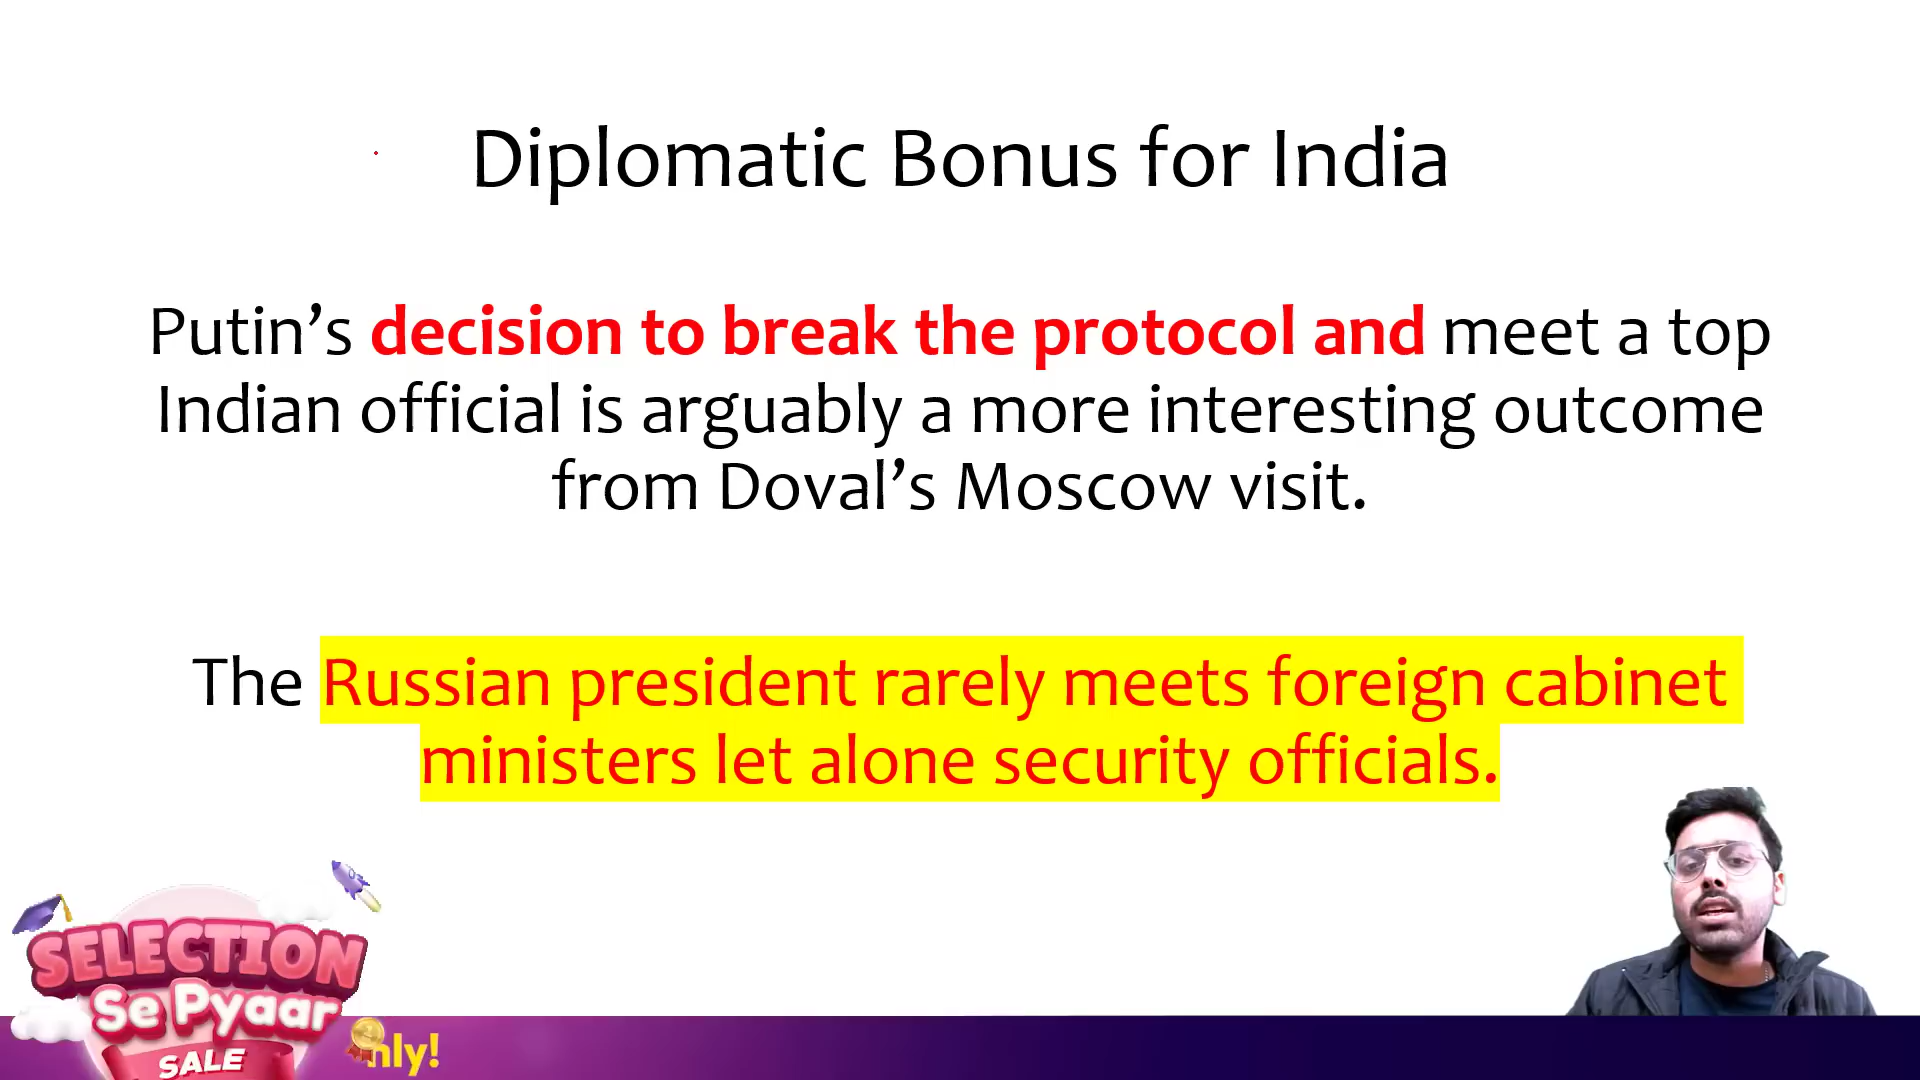 Diplomatic Bonus for India
Putin’s decision to break the protocol and meet a top
Indian official is arguably a more interesting outcome
from Doval’s Moscow visit.
The Russian president rarely meets foreign cabinet
ministers let alone security officials.
SELECTION
Se Pyaar
SALE